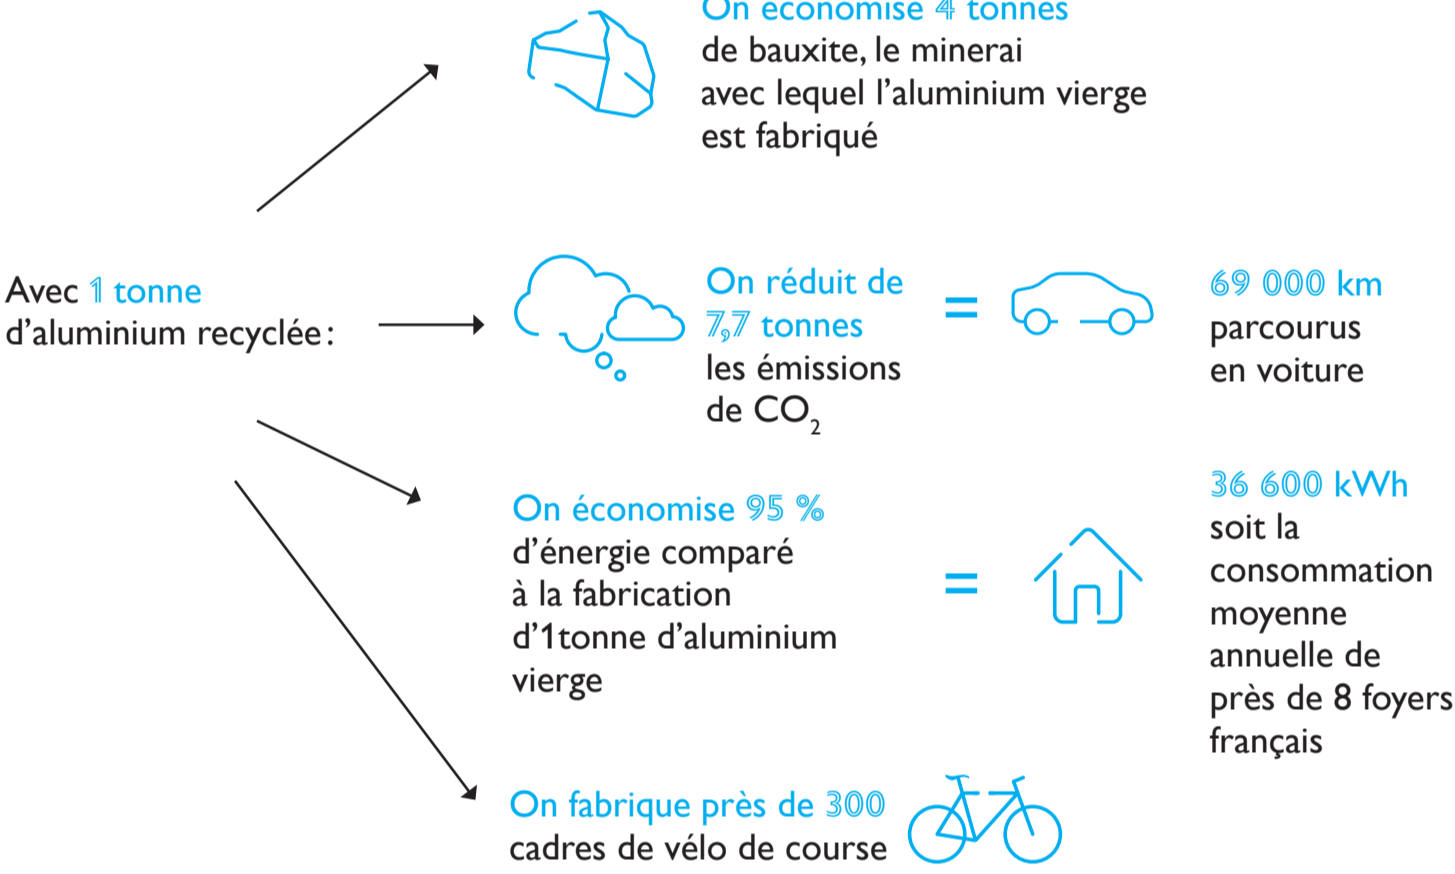 On économise 4 tonnes
de bauxite, le minerai
avec lequel l’aluminium vierge
est fabriqué
Avec 1 tonne
d’aluminium recyclée :
On réduit de
7,7 tonnes
les émissions
de CO₂
=
69 000 km
parcourus
en voiture
On économise 95 %
d’énergie comparé
à la fabrication
d’1tonne d’aluminium
vierge
=
36 600 kWh
soit la
consommation
moyenne
annuelle de
près de 8 foyers
français
On fabrique près de 300
cadres de vélo de course